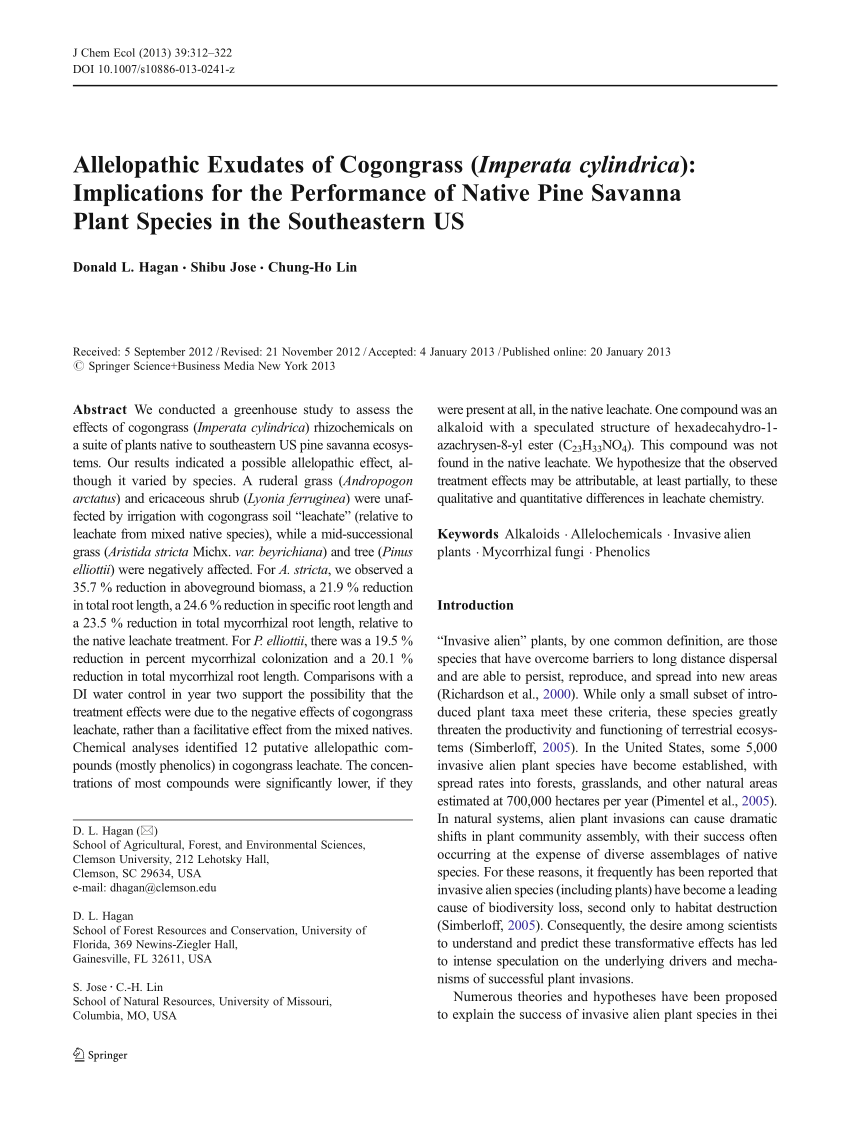 J Chem Ecol (2013) 39:312–322
DOI 10.1007/s10886-013-0241-z
Allelopathic Exudates of Cogongrass (Imperata cylindrica):
Implications for the Performance of Native Pine Savanna
Plant Species in the Southeastern US
Donald L. Hagan · Shibu Jose · Chung-Ho Lin
Received: 5 September 2012 / Revised: 21 November 2012 / Accepted: 4 January 2013 / Published online: 20 January 2013
© Springer Science+Business Media New York 2013
Abstract We conducted a greenhouse study to assess the
effects of cogongrass (Imperata cylindrica) rhizochemicals on
a suite of plants native to southeastern US pine savanna ecosys-
tems. Our results indicated a possible allelopathic effect, al-
though it varied by species. A ruderal grass (Andropogon
arctatus) and ericaceous shrub (Lyonia ferruginea) were unaf-
fected by irrigation with cogongrass soil “leachate” (relative to
leachate from mixed native species), while a mid-successional
grass (Aristida stricta Michx. var. beyrichiana) and tree (Pinus
elliottii) were negatively affected. For A. stricta, we observed a
35.7 % reduction in aboveground biomass, a 21.9 % reduction
in total root length, a 24.6 % reduction in specific root length and
a 23.5 % reduction in total mycorrhizal root length, relative to
the native leachate treatment. For P. elliottii, there was a 19.5 %
reduction in percent mycorrhizal colonization and a 20.1 %
reduction in total mycorrhizal root length. Comparisons with a
DI water control in year two support the possibility that the
treatment effects were due to the negative effects of cogongrass
leachate, rather than a facilitative effect from the mixed natives.
Chemical analyses identified 12 putative allelopathic com-
pounds (mostly phenolics) in cogongrass leachate. The concen-
trations of most compounds were significantly lower, if they
D. L. Hagan (✉)
School of Agricultural, Forest, and Environmental Sciences,
Clemson University, 212 Lehotsky Hall,
Clemson, SC 29634, USA
e-mail: dhagan@clemson.edu
D. L. Hagan
School of Forest Resources and Conservation, University of
Florida, 369 Newins-Ziegler Hall,
Gainesville, FL 32611, USA
S. Jose · C.-H. Lin
School of Natural Resources, University of Missouri,
Columbia, MO, USA
were present at all, in the native leachate. One compound was an
alkaloid with a speculated structure of hexadecahydro-1-
azachrysen-8-yl ester (C23H33NO4). This compound was not
found in the native leachate. We hypothesize that the observed
treatment effects may be attributable, at least partially, to these
qualitative and quantitative differences in leachate chemistry.
Keywords Alkaloids · Allelochemicals · Invasive alien
plants · Mycorrhizal fungi · Phenolics
Introduction
“Invasive alien” plants, by one common definition, are those
species that have overcome barriers to long distance dispersal
and are able to persist, reproduce, and spread into new areas
(Richardson et al., 2000). While only a small subset of intro-
duced plant taxa meet these criteria, these species greatly
threaten the productivity and functioning of terrestrial ecosys-
tems (Simberloff, 2005). In the United States, some 5,000
invasive alien plant species have become established, with
spread rates into forests, grasslands, and other natural areas
estimated at 700,000 hectares per year (Pimentel et al., 2005).
In natural systems, alien plant invasions can cause dramatic
shifts in plant community assembly, with their success often
occurring at the expense of diverse assemblages of native
species. For these reasons, it frequently has been reported that
invasive alien species (including plants) have become a leading
cause of biodiversity loss, second only to habitat destruction
(Simberloff, 2005). Consequently, the desire among scientists
to understand and predict these transformative effects has led
to intense speculation on the underlying drivers and mecha-
nisms of successful plant invasions.
Numerous theories and hypotheses have been proposed
to explain the success of invasive alien plant species in thei
Springer